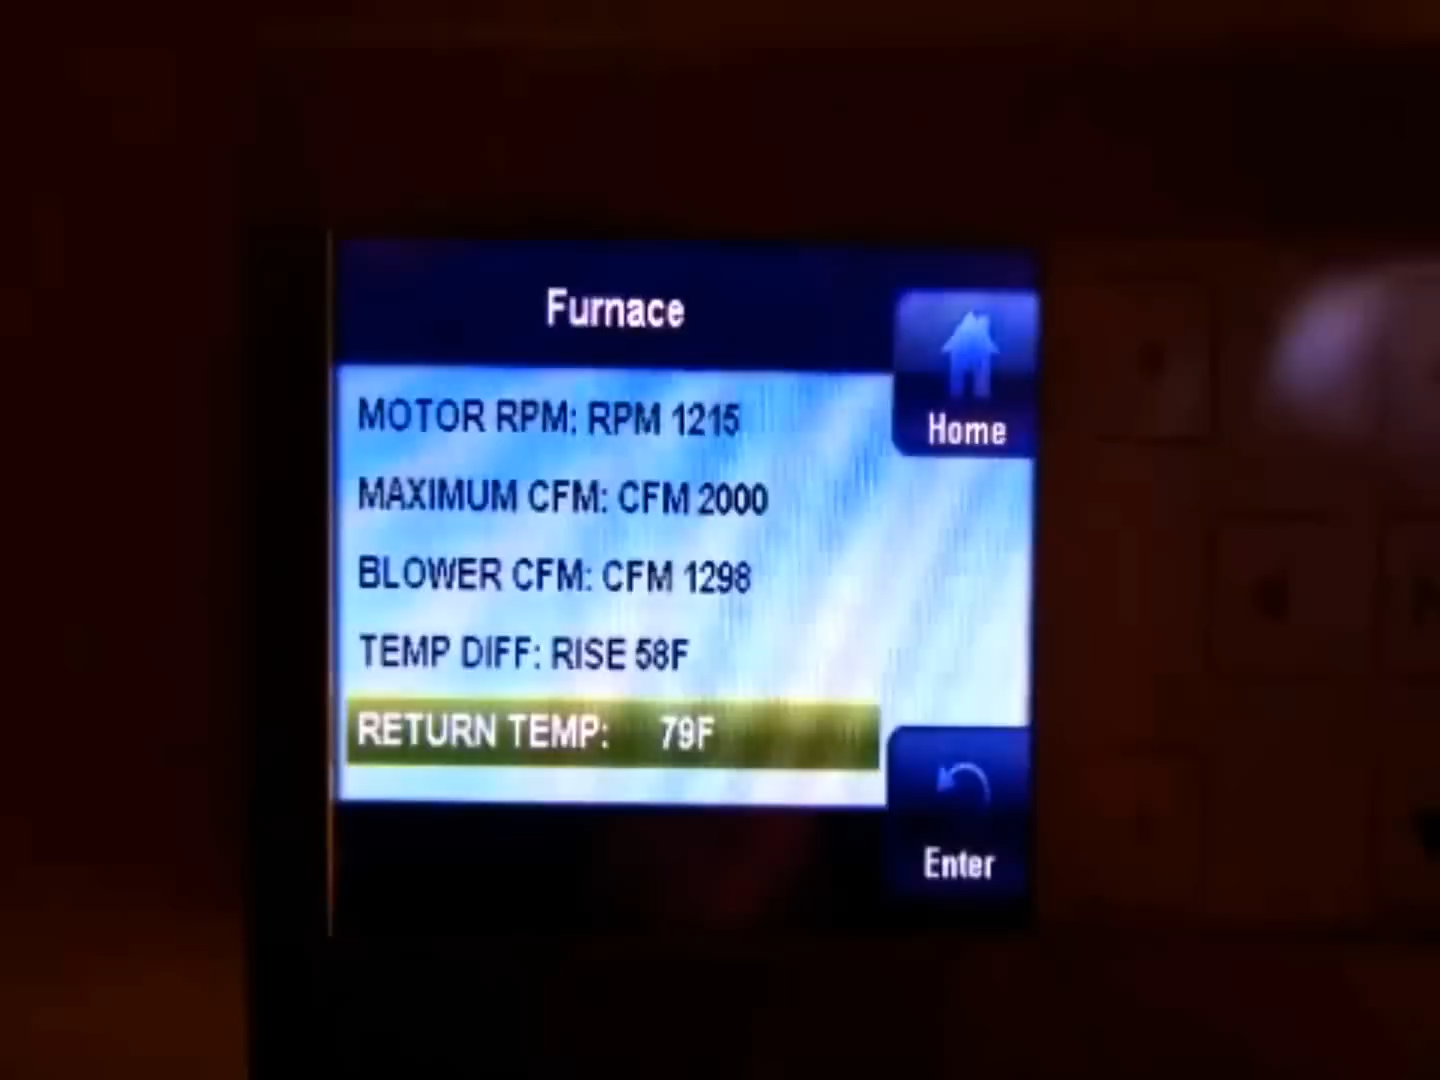 Furnace
Home
MOTOR RPM: RPM 1215
MAXIMUM CFM: CFM 2000
BLOWER CFM: CFM 1298
TEMP DIFF: RISE 58F
RETURN TEMP: 79F
Enter